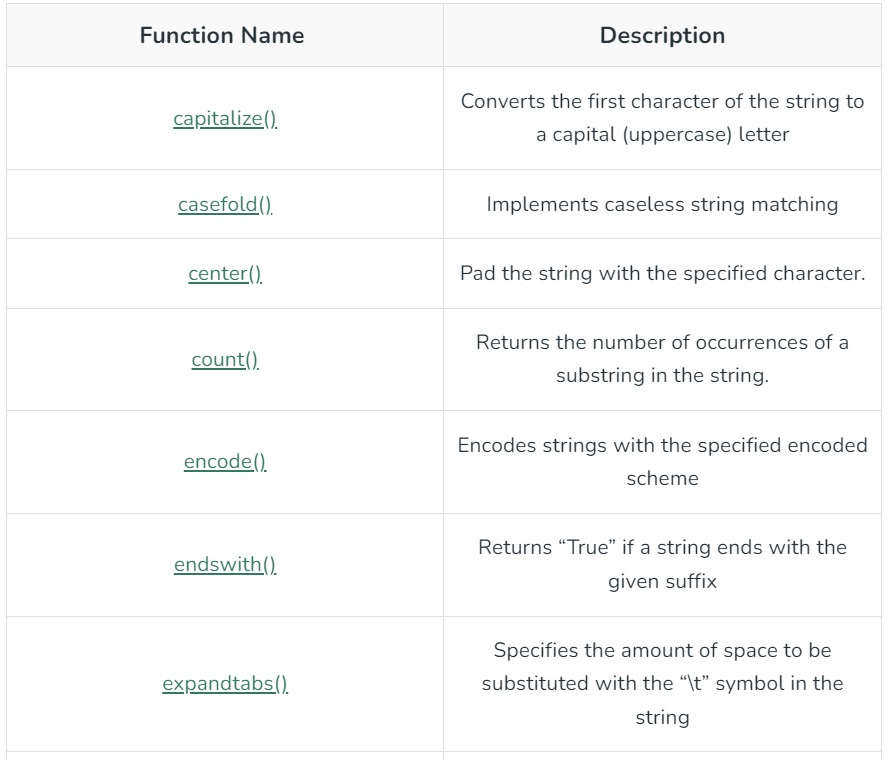 Function Name
Description
capitalize()
Converts the first character of the string to
a capital (uppercase) letter
casefold()
Implements caseless string matching
center()
Pad the string with the specified character.
count()
Returns the number of occurrences of a
substring in the string.
encode()
Encodes strings with the specified encoded
scheme
endswith()
Returns “True” if a string ends with the
given suffix
expandtabs()
Specifies the amount of space to be
substituted with the “\t” symbol in the
string